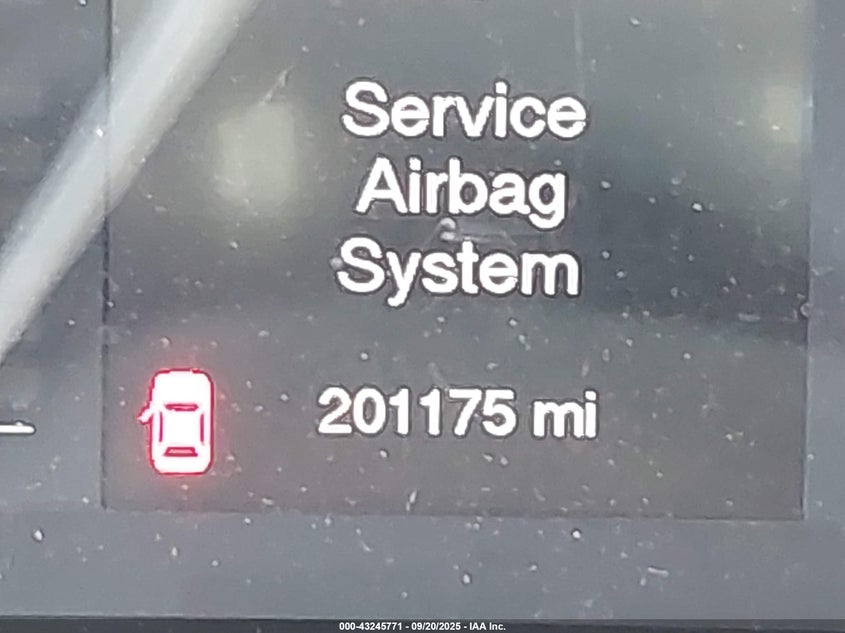 Service
Airbag
System
201175 mi
000-43245771 - 09/20/2025 - IAA Inc.